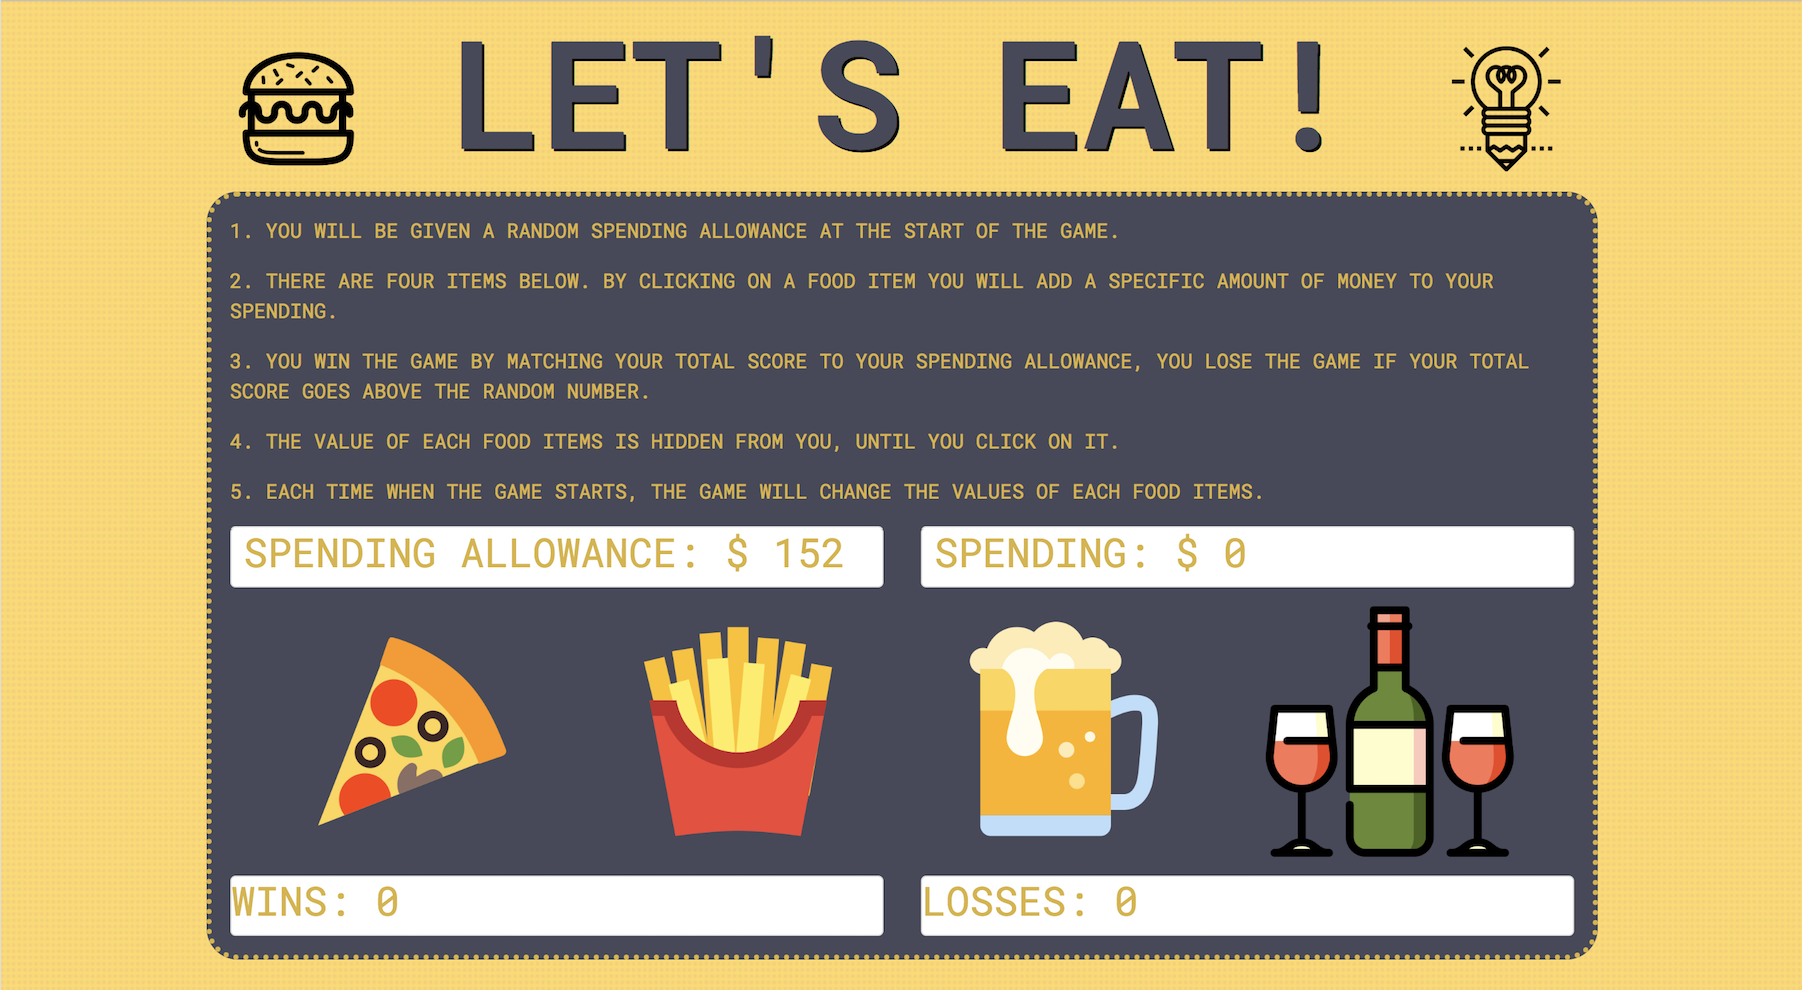 LET'S EAT!
1. YOU WILL BE GIVEN A RANDOM SPENDING ALLOWANCE AT THE START OF THE GAME.
2. THERE ARE FOUR ITEMS BELOW. BY CLICKING ON A FOOD ITEM YOU WILL ADD A SPECIFIC AMOUNT OF MONEY TO YOUR
SPENDING.
3. YOU WIN THE GAME BY MATCHING YOUR TOTAL SCORE TO YOUR SPENDING ALLOWANCE, YOU LOSE THE GAME IF YOUR TOTAL
SCORE GOES ABOVE THE RANDOM NUMBER.
4. THE VALUE OF EACH FOOD ITEMS IS HIDDEN FROM YOU, UNTIL YOU CLICK ON IT.
5. EACH TIME WHEN THE GAME STARTS, THE GAME WILL CHANGE THE VALUES OF EACH FOOD ITEMS.
SPENDING ALLOWANCE: $ 152
SPENDING: $ 0
WINS: 0
LOSSES: 0